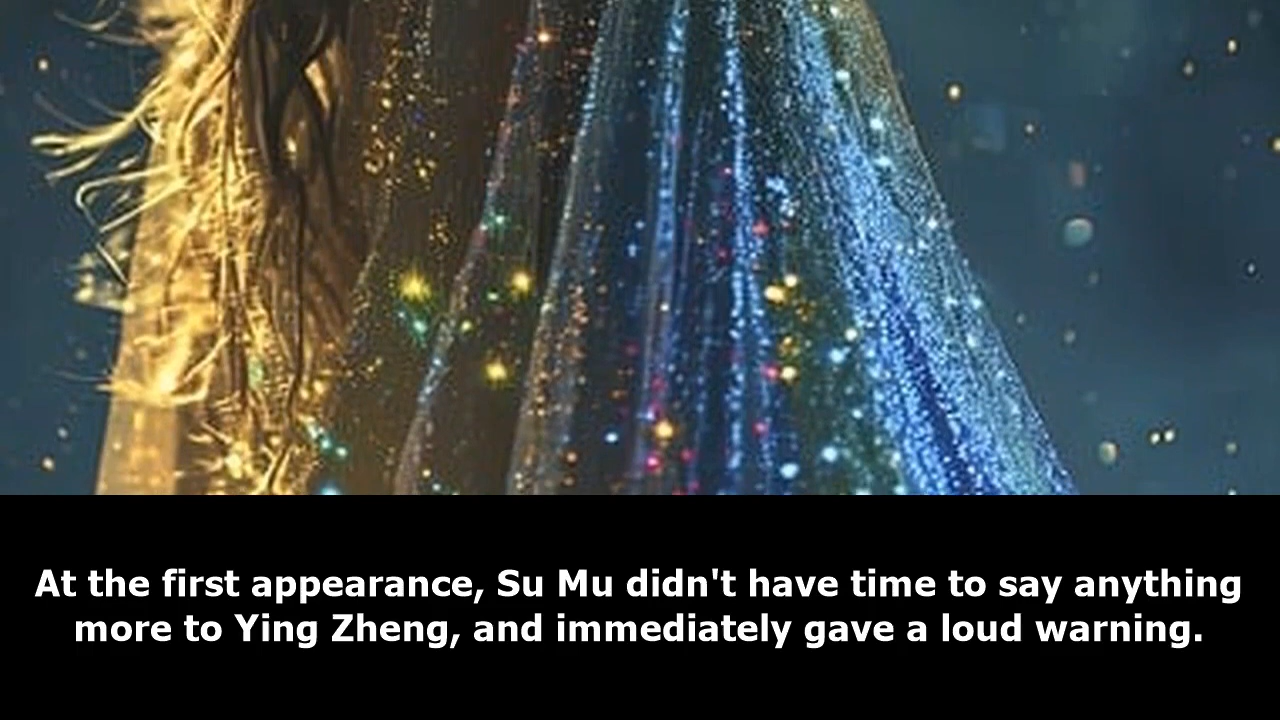 At the first appearance, Su Mu didn't have time to say anything
more to Ying Zheng, and immediately gave a loud warning.